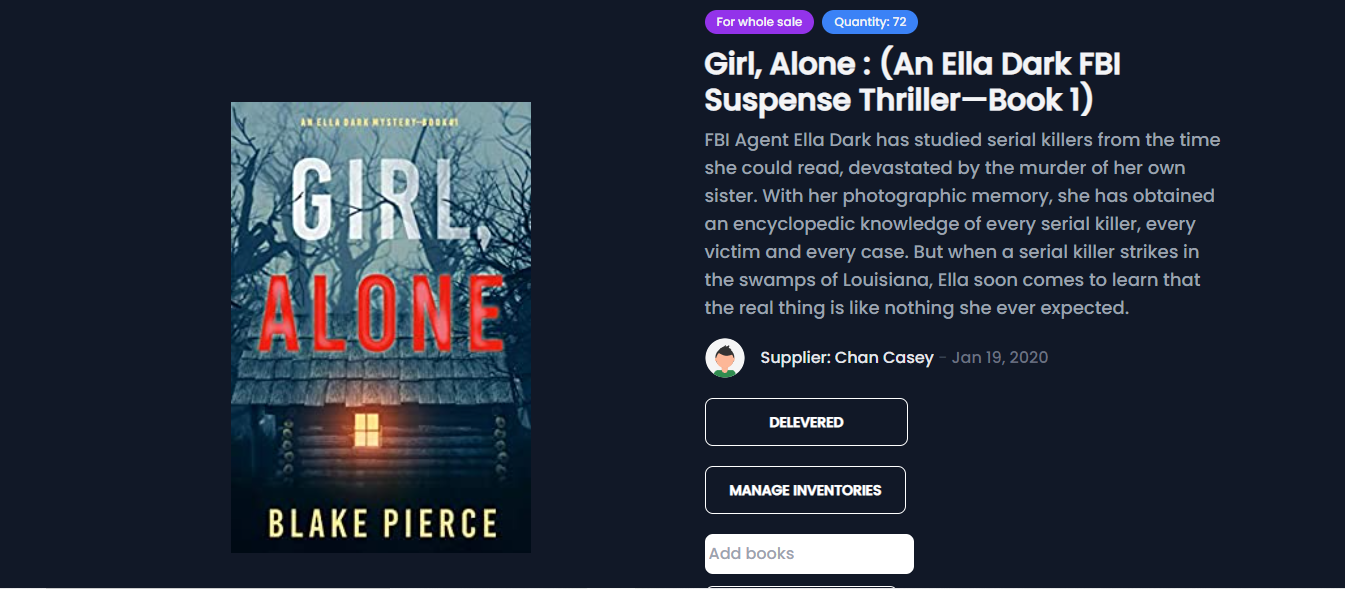 For whole sale
Quantity: 72
Girl, Alone : (An Ella Dark FBI
Suspense Thriller—Book 1)
FBI Agent Ella Dark has studied serial killers from the time
she could read, devastated by the murder of her own
sister. With her photographic memory, she has obtained
an encyclopedic knowledge of every serial killer, every
victim and every case. But when a serial killer strikes in
the swamps of Louisiana, Ella soon comes to learn that
the real thing is like nothing she ever expected.
Supplier: Chan Casey - Jan 19, 2020
DELEVERED
MANAGE INVENTORIES
Add books
AN ELLA DARK MYSTERY—BOOK #1
GIRL,
ALONE
BLAKE PIERCE